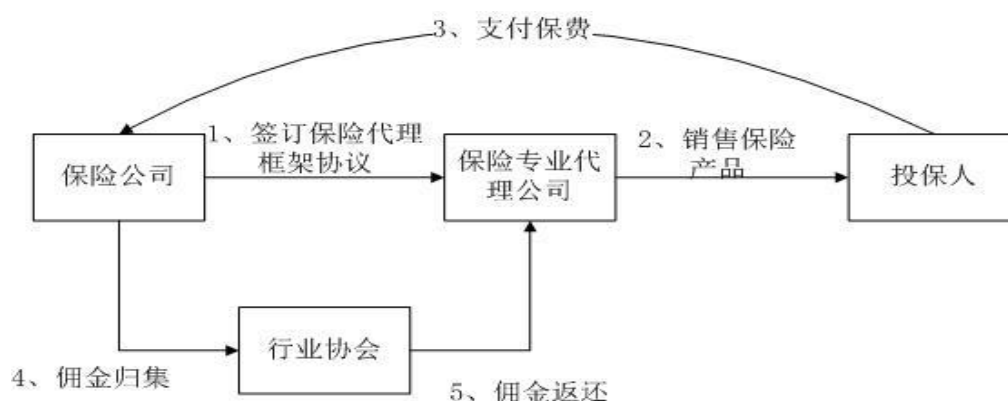 3、支付保费
1、签订保险代理
框架协议
2、销售保险
产品
保险公司
保险专业代
理公司
投保人
行业协会
4、佣金归集
5、佣金返还